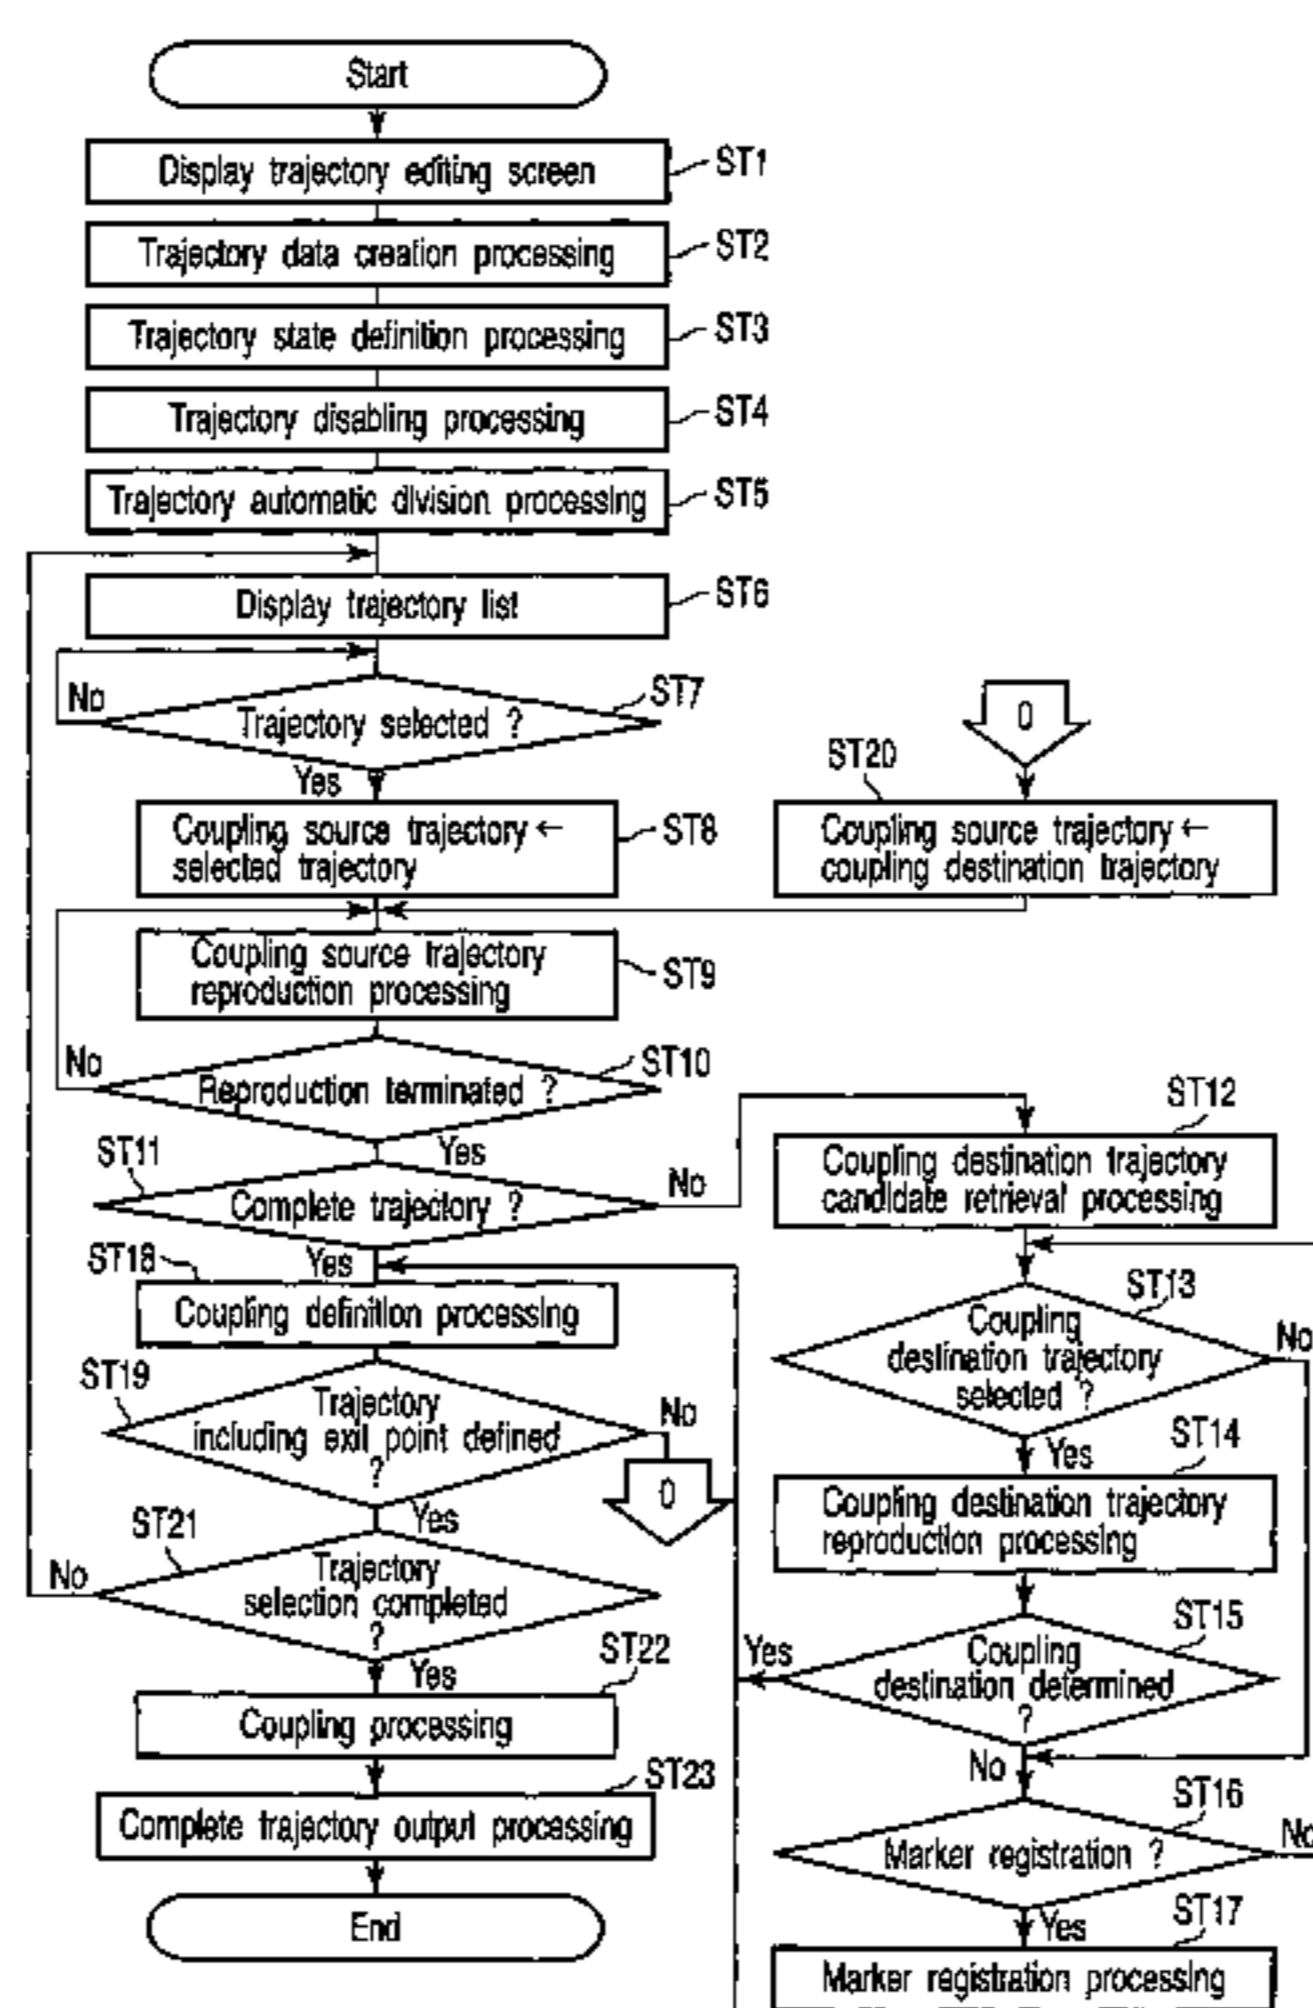 Start
Display trajectory editing screen
ST1
Trajectory data creation processing
ST2
Trajectory state definition processing
ST3
Trajectory disabling processing
ST4
Trajectory automatic division processing
ST5
Display trajectory list
ST6
No
Trajectory selected ?
ST7
Yes
Coupling source trajectory ←
selected trajectory
ST8
0
ST20
Coupling source trajectory ←
coupling destination trajectory
Coupling source trajectory
reproduction processing
ST9
No
Reproduction terminated ?
ST10
Yes
ST11
Complete trajectory ?
No
Yes
ST12
Coupling destination trajectory
candidate retrieval processing
ST18
Coupling definition processing
ST13
Coupling
destination trajectory
selected ?
No
Yes
ST19
Trajectory
including exit point defined
?
No
0
Yes
ST14
Coupling destination trajectory
reproduction processing
ST21
Trajectory
selection completed
?
No
Yes
ST15
Coupling
destination determined
?
Yes
No
ST22
Coupling processing
ST23
Complete trajectory output processing
End
ST16
Marker registration ?
No
Yes
ST17
Marker registration processing